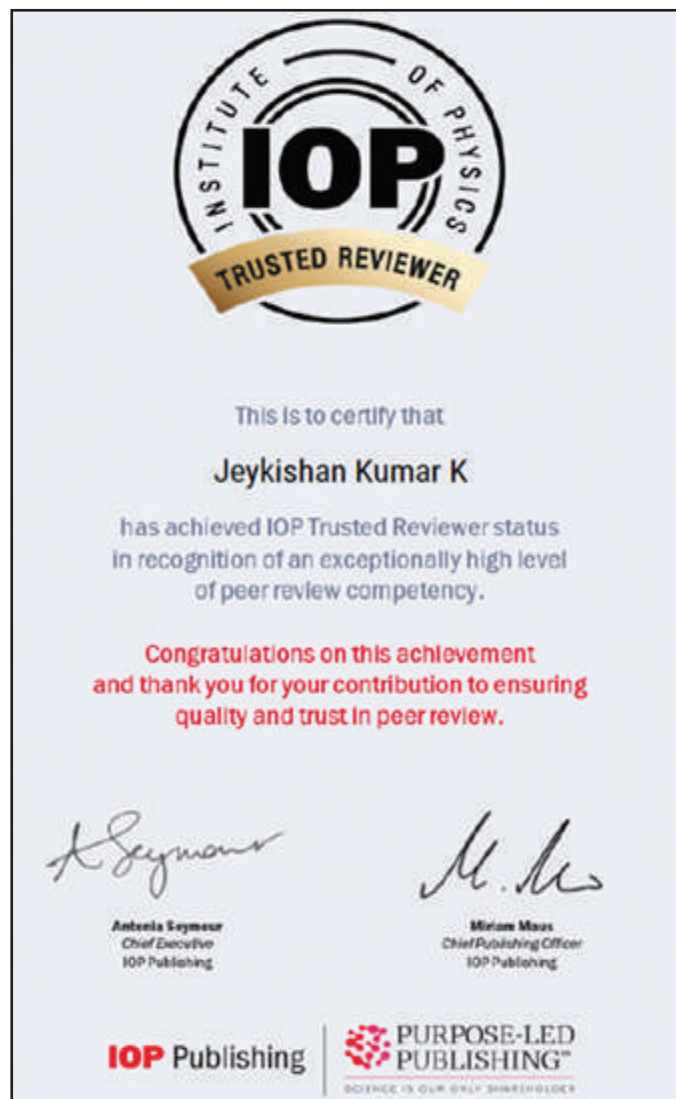 INSTITUTE OF PHYSICS
IOP
TRUSTED REVIEWER
This is to certify that
Jeykishan Kumar K
has achieved IOP Trusted Reviewer status
in recognition of an exceptionally high level
of peer review competency.
Congratulations on this achievement
and thank you for your contribution to ensuring
quality and trust in peer review.
A Seymour
M. Mo
Antonia Seymour
Miriam Maus
Chief Executive
Chief Publishing Officer
IOP Publishing
IOP Publishing
IOP Publishing
PURPOSE-LED
PUBLISHING™
SCIENCE IS OUR ONLY SHAREHOLDER